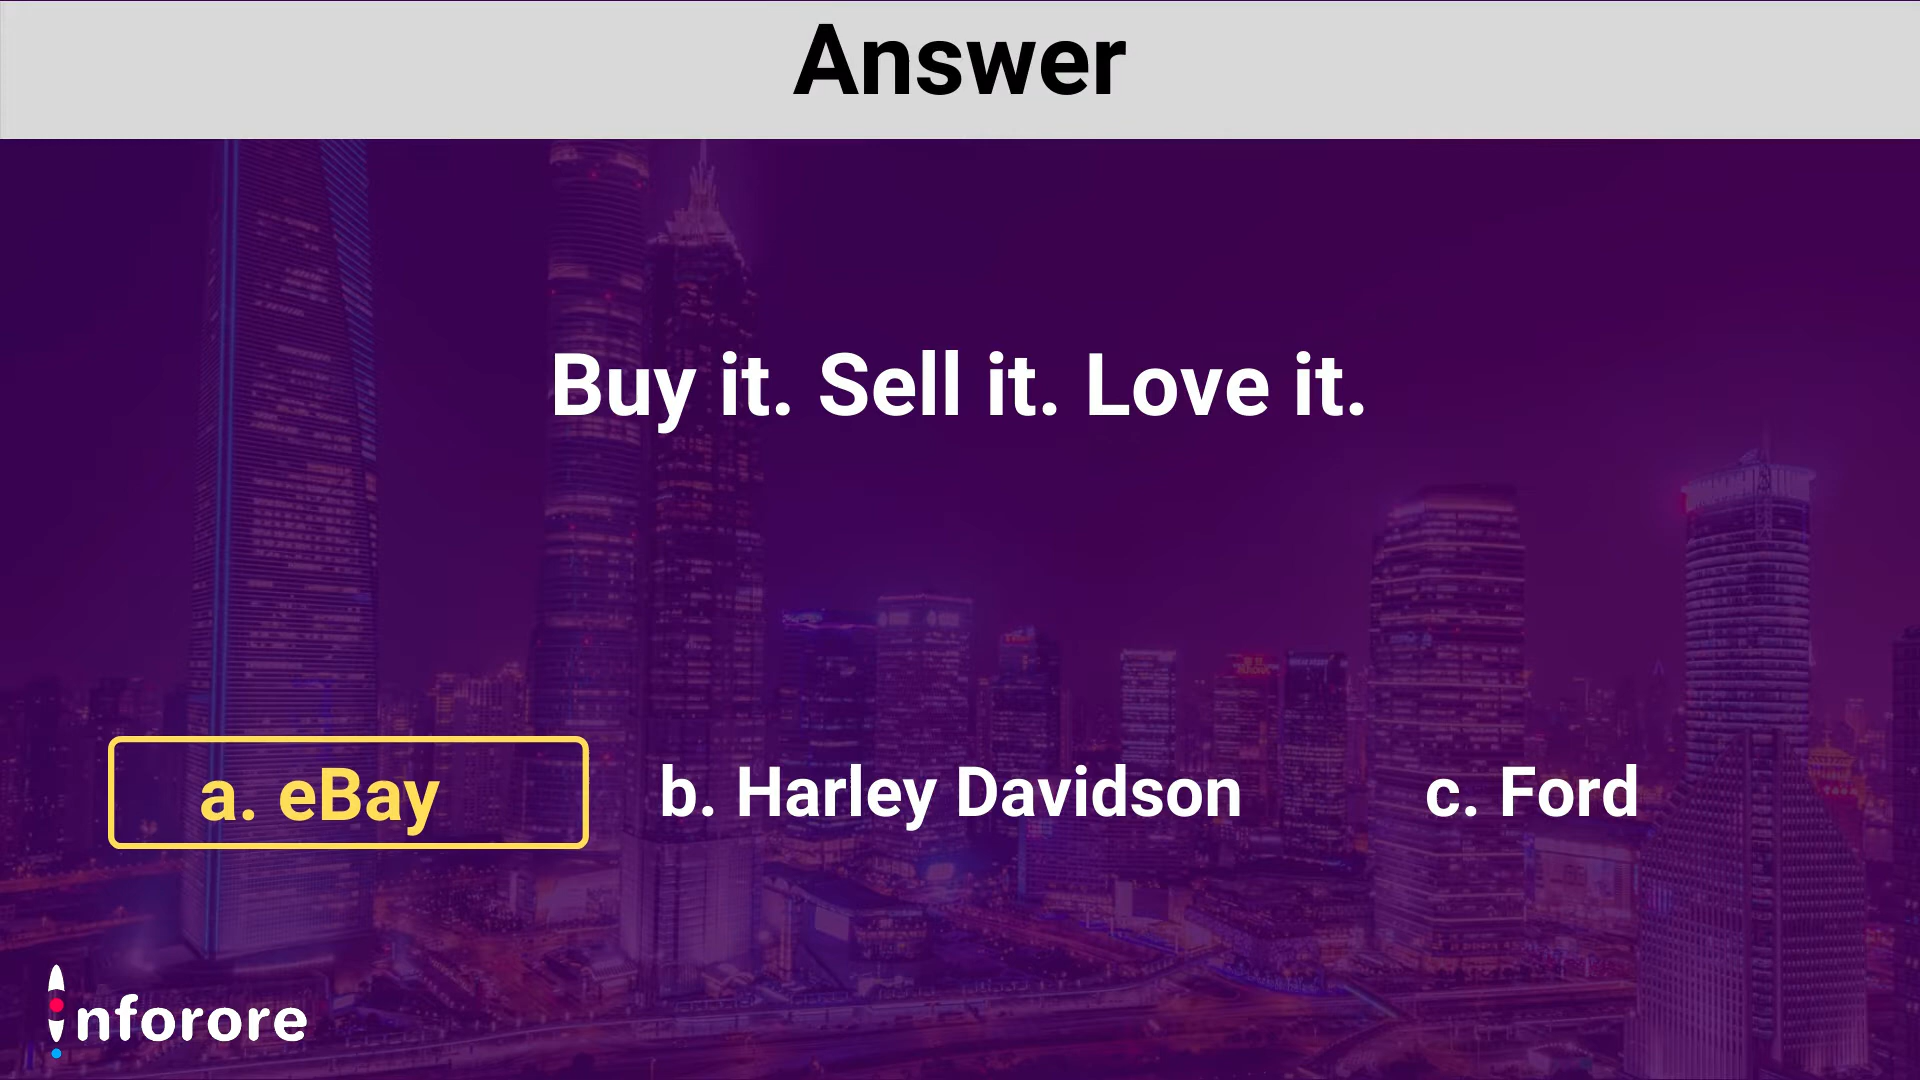 Answer
Buy it. Sell it. Love it.
a. eBay b. Harley Davidson c. Ford
Inforore